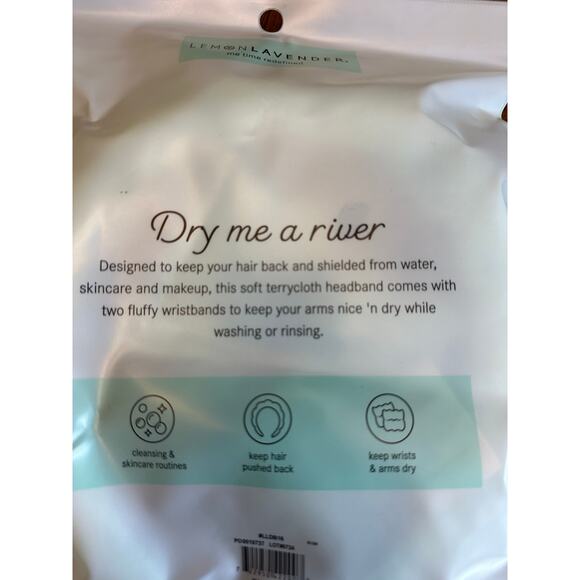 LEMONLAVENDER.
me time redefined
Dry me a river
Designed to keep your hair back and shielded from water,
skincare and makeup, this soft terrycloth headband comes with
two fluffy wristbands to keep your arms nice 'n dry while
washing or rinsing.
cleansing &
skincare routines
keep hair
pushed back
keep wrists
& arms dry